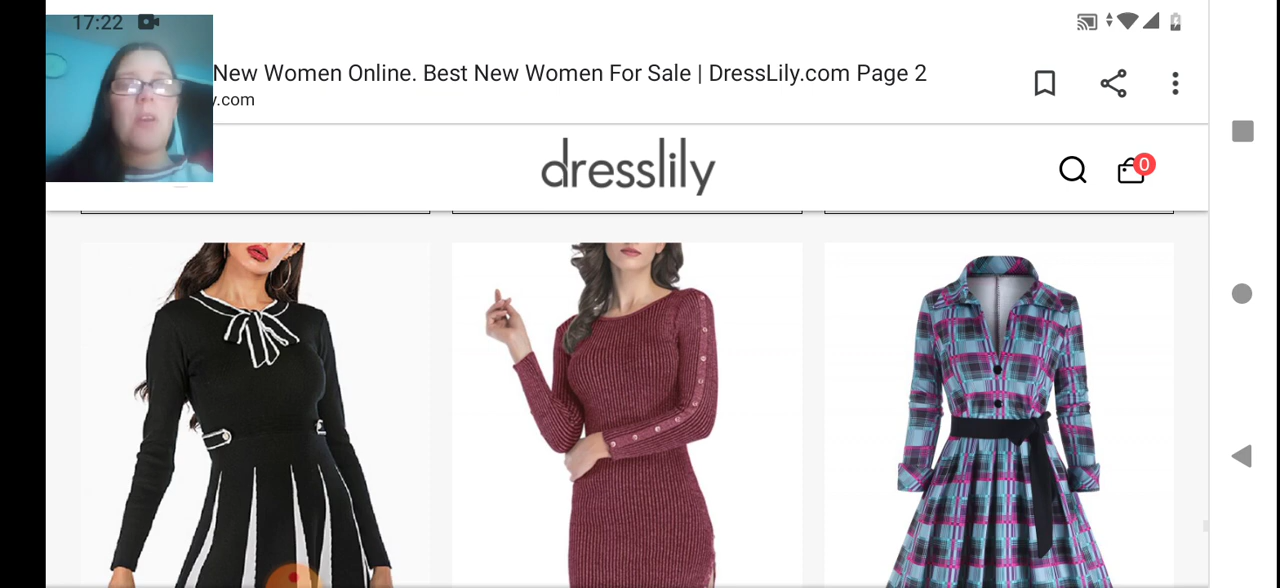 17:22
New Women Online. Best New Women For Sale | DressLily.com Page 2
y.com
dresslily
0